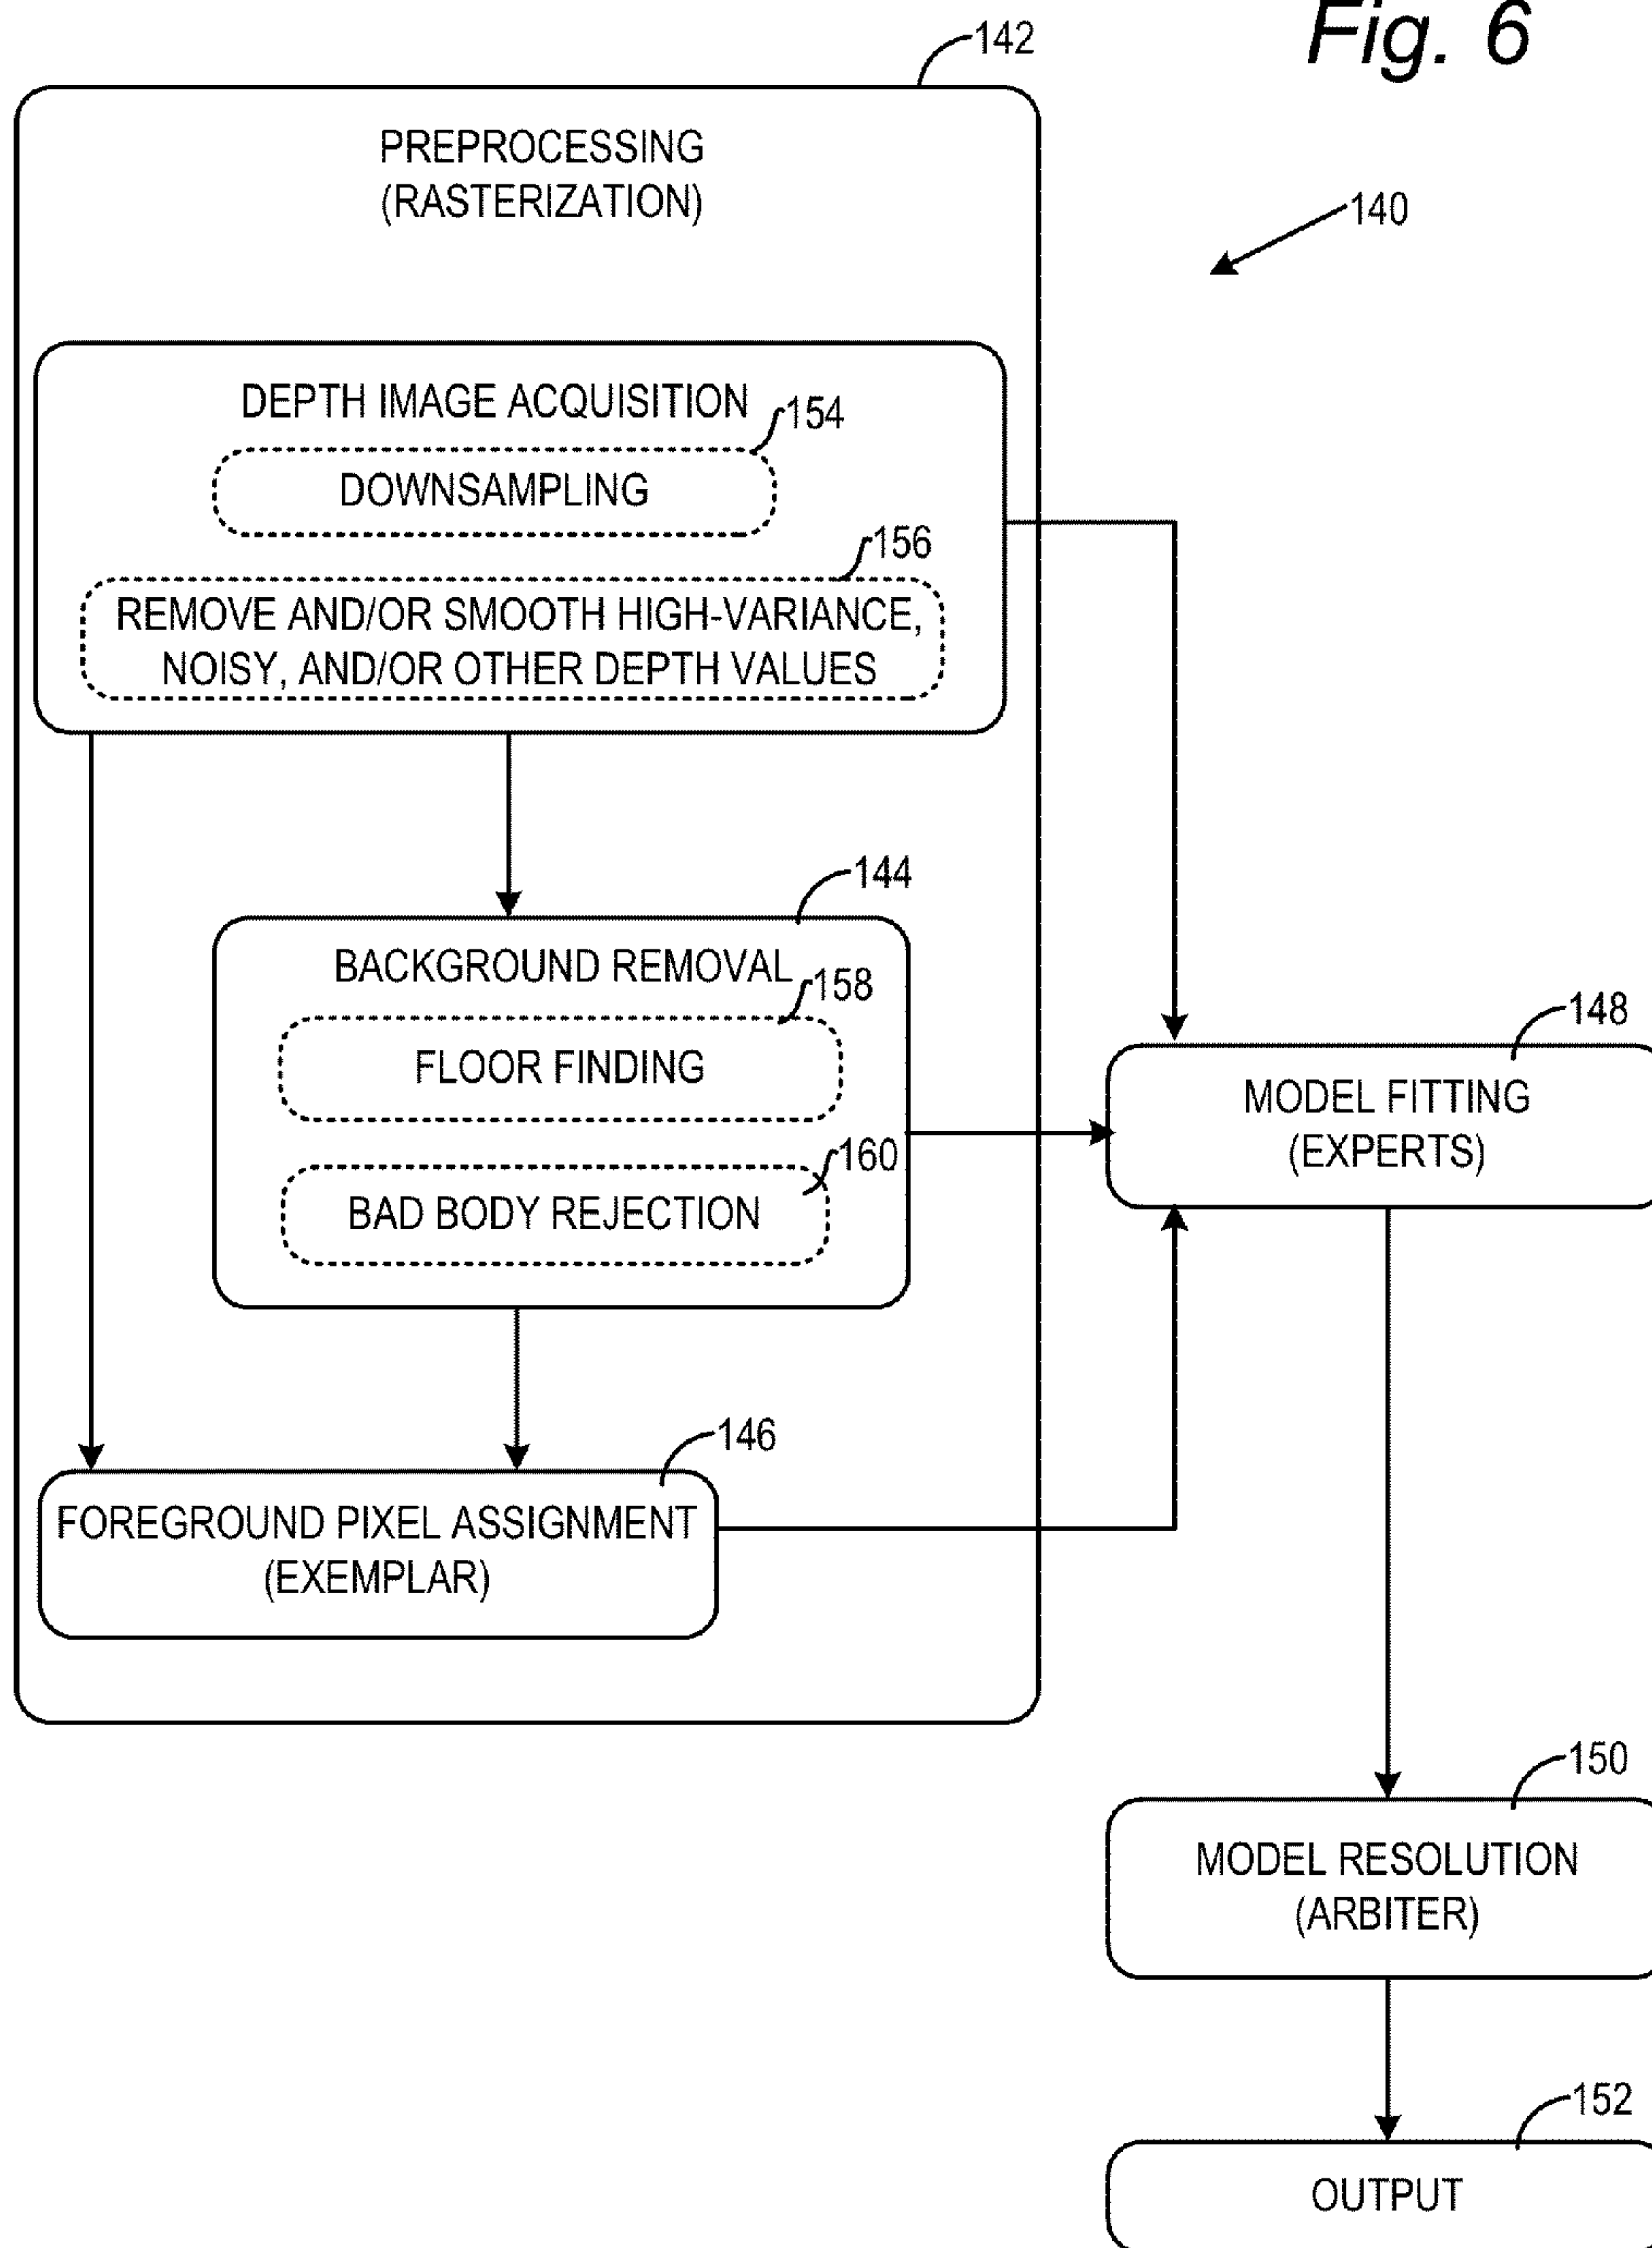 Fig. 6
142
PREPROCESSING
(RASTERIZATION)
140
DEPTH IMAGE ACQUISITION
154
DOWNSAMPLING
156
REMOVE AND/OR SMOOTH HIGH-VARIANCE,
NOISY, AND/OR OTHER DEPTH VALUES
144
BACKGROUND REMOVAL
158
FLOOR FINDING
148
MODEL FITTING
(EXPERTS)
160
BAD BODY REJECTION
146
FOREGROUND PIXEL ASSIGNMENT
(EXEMPLAR)
150
MODEL RESOLUTION
(ARBITER)
152
OUTPUT